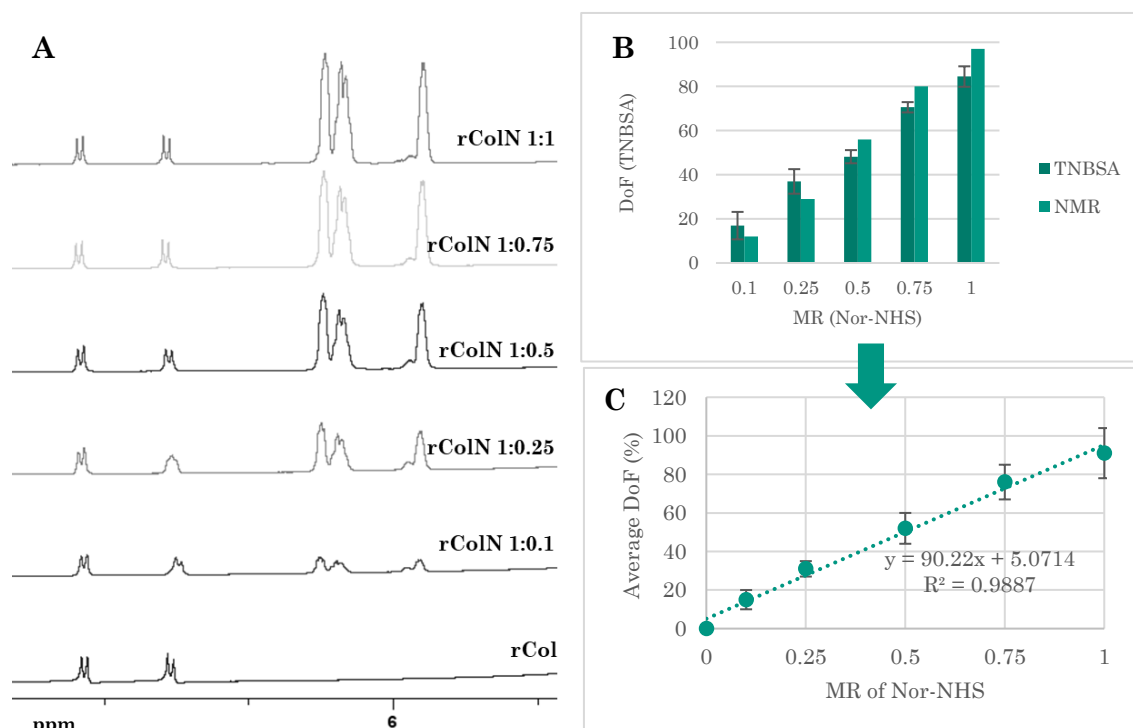 A
rColN 1:1
rColN 1:0.75
rColN 1:0.5
rColN 1:0.25
rColN 1:0.1
rCol
ppm
6
B
DoF (TNBSA)
100
80
60
40
20
0
0.1 0.25 0.5 0.75 1
MR (Nor-NHS)
TNBSA
NMR
C
Average DoF (%)
120
100
80
60
40
20
0
y = 90.22x + 5.0714
R² = 0.9887
0 0.25 0.5 0.75 1
MR of Nor-NHS